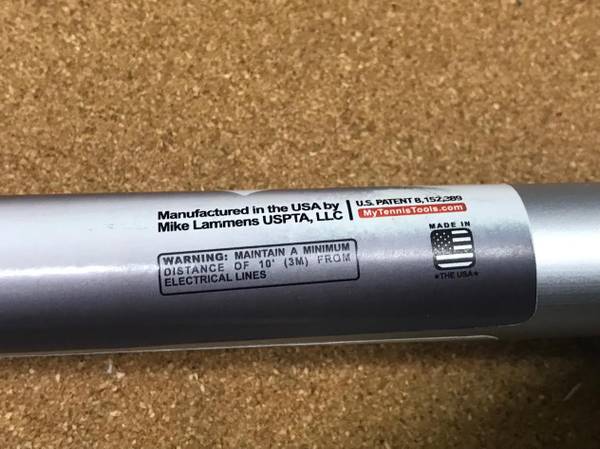 Manufactured in the USA by
Mike Lammens USPTA, LLC
U.S. PATENT 8,152,389
MyTennisTools.com
WARNING: MAINTAIN A MINIMUM
DISTANCE OF 10' (3M) FROM
ELECTRICAL LINES
MADE IN
★THE USA★